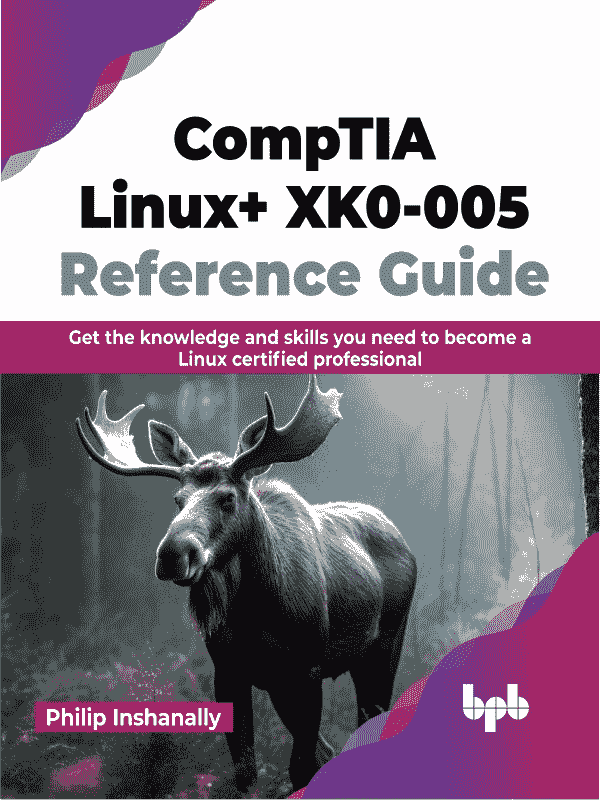 CompTIA
Linux+ XK0-005
Reference Guide
Get the knowledge and skills you need to become a
Linux certified professional
Philip Inshanally
bpb